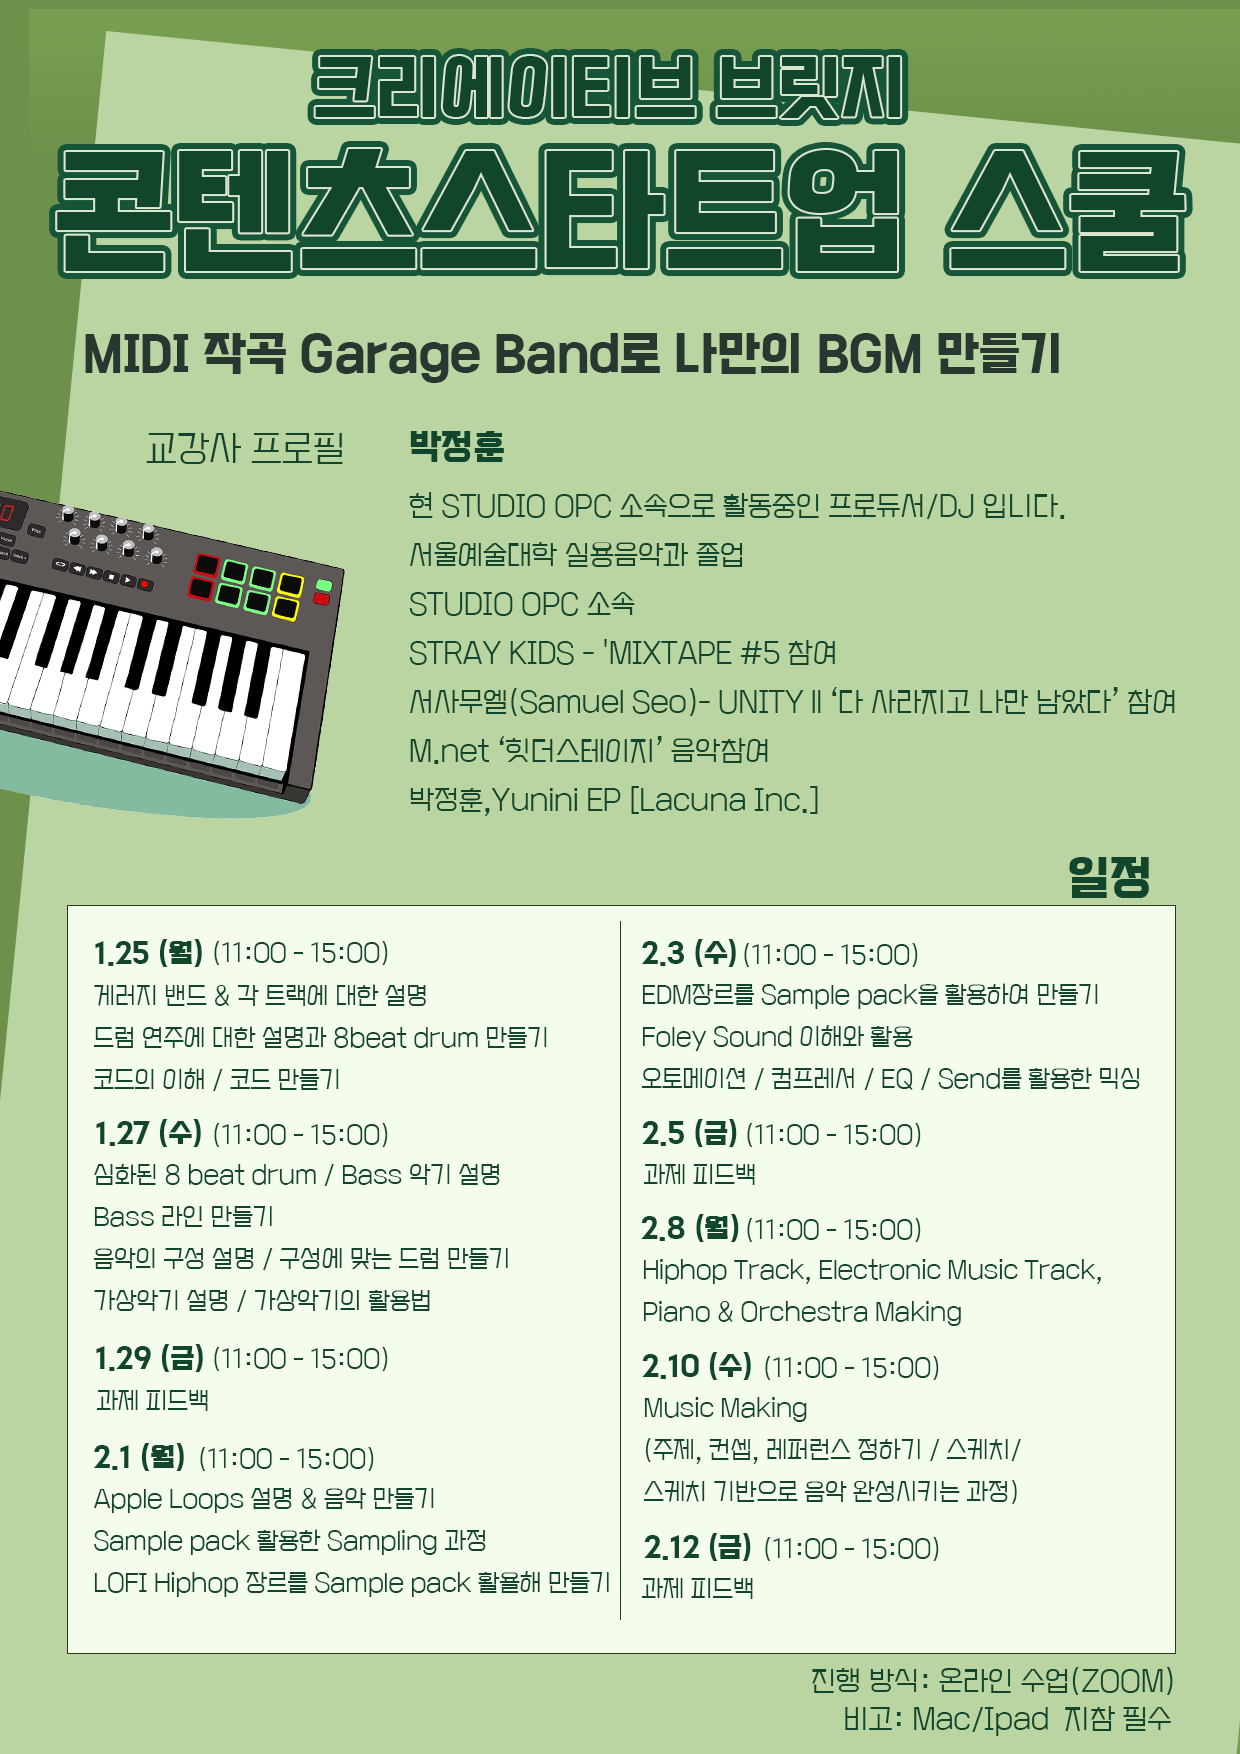 크리에이티브 브릿지
콘텐츠스타트업 스쿨
MIDI 작곡 Garage Band로 나만의 BGM 만들기
교강사 프로필
박정훈
현 STUDIO OPC 소속으로 활동중인 프로듀서/DJ 입니다.
서울예술대학 실용음악과 졸업
STUDIO OPC 소속
STRAY KIDS - 'MIXTAPE #5 참여
서사무엘(Samuel Seo)- UNITY II ‘다 사라지고 나만 남았다’ 참여
M.net ‘힛더스테이지’ 음악참여
박정훈,Yunini EP [Lacuna Inc.]
일정
1.25 (월) (11:00 - 15:00)
게러지 밴드 & 각 트랙에 대한 설명
드럼 연주에 대한 설명과 8beat drum 만들기
코드의 이해 / 코드 만들기
1.27 (수) (11:00 - 15:00)
심화된 8 beat drum / Bass 악기 설명
Bass 라인 만들기
음악의 구성 설명 / 구성에 맞는 드럼 만들기
가상악기 설명 / 가상악기의 활용법
1.29 (금) (11:00 - 15:00)
과제 피드백
2.1 (월) (11:00 - 15:00)
Apple Loops 설명 & 음악 만들기
Sample pack 활용한 Sampling 과정
LOFI Hiphop 장르를 Sample pack 활욜해 만들기
2.3 (수) (11:00 - 15:00)
EDM장르를 Sample pack을 활용하여 만들기
Foley Sound 이해와 활용
오토메이션 / 컴프레서 / EQ / Send를 활용한 믹싱
2.5 (금) (11:00 - 15:00)
과제 피드백
2.8 (월) (11:00 - 15:00)
Hiphop Track, Electronic Music Track,
Piano & Orchestra Making
2.10 (수) (11:00 - 15:00)
Music Making
(주제, 컨셉, 레퍼런스 정하기 / 스케치/
스케치 기반으로 음악 완성시키는 과정)
2.12 (금) (11:00 - 15:00)
과제 피드백
진행 방식: 온라인 수업(ZOOM)
비고: Mac/Ipad 지참 필수